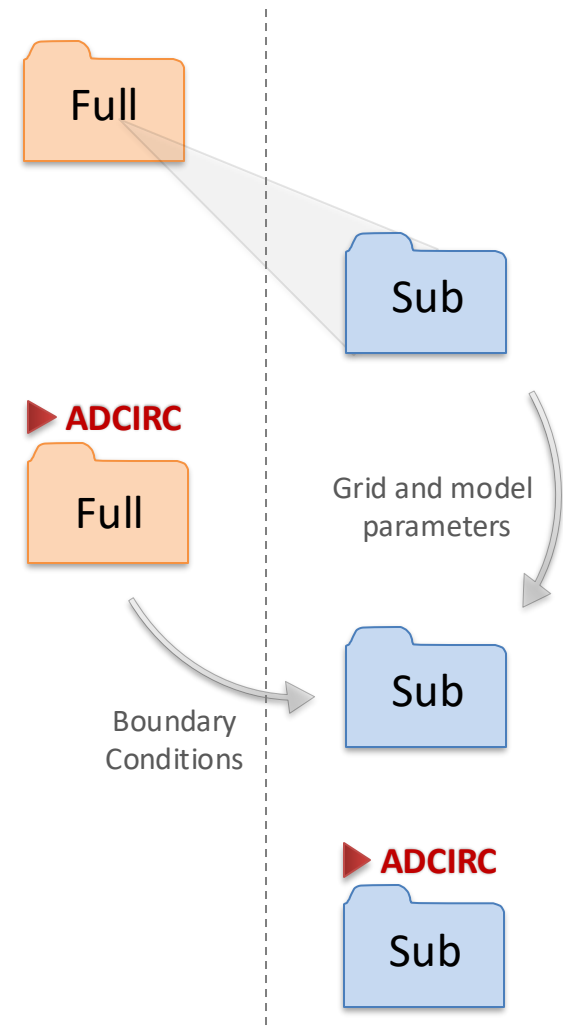 Full
Sub
ADCIRC
Full
Grid and model
parameters
Sub
Boundary
Conditions
ADCIRC
Sub